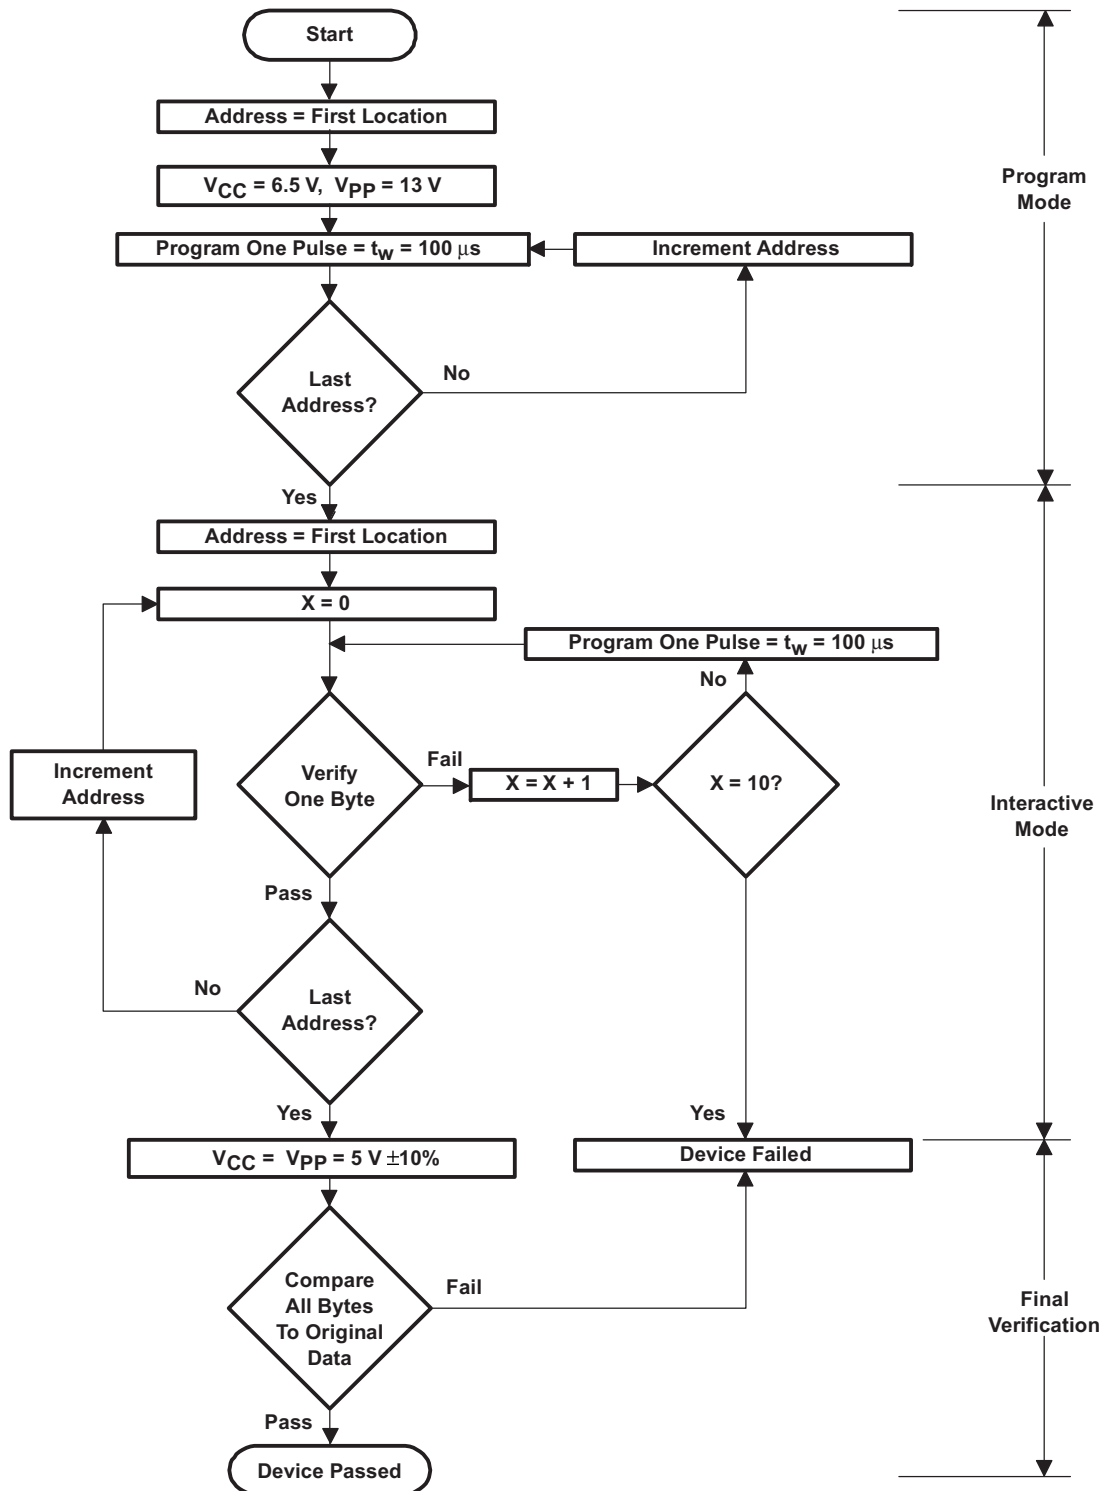 Start
Address = First Location
VCC = 6.5 V, VPP = 13 V
Program
Mode
Program One Pulse = tw = 100 μs
Increment Address
Last
Address?
No
Yes
Address = First Location
X = 0
Program One Pulse = tw = 100 μs
No
Increment
Address
Verify
One Byte
Fail
X = X + 1
X = 10?
Interactive
Mode
Pass
No
Last
Address?
Yes
Yes
VCC = VPP = 5 V ±10%
Device Failed
Compare
All Bytes
To Original
Data
Fail
Final
Verification
Pass
Device Passed